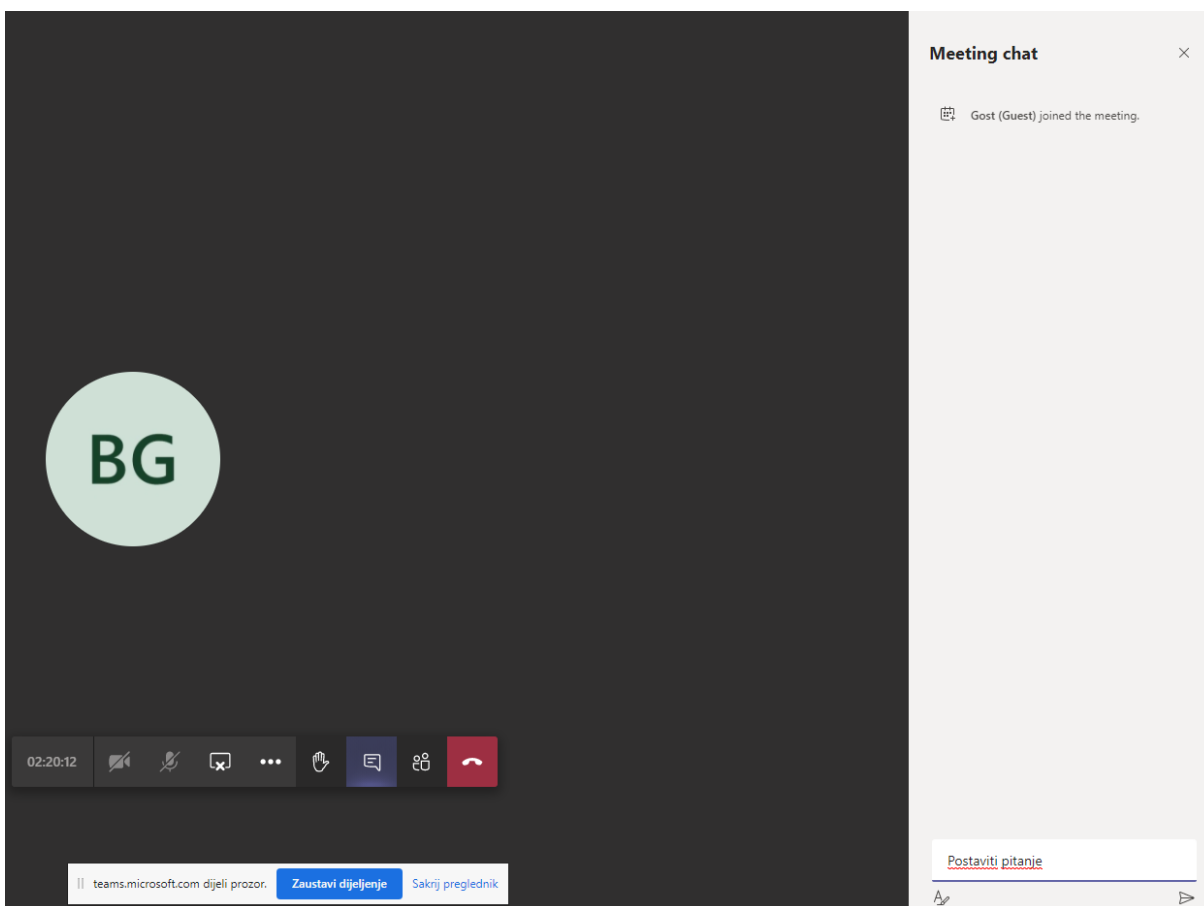 Meeting chat
Gost (Guest) joined the meeting.
BG
02:20:12
teams.microsoft.com dijeli prozor.
Zaustavi dijeljenje
Sakrij preglednik
Postaviti pitanje